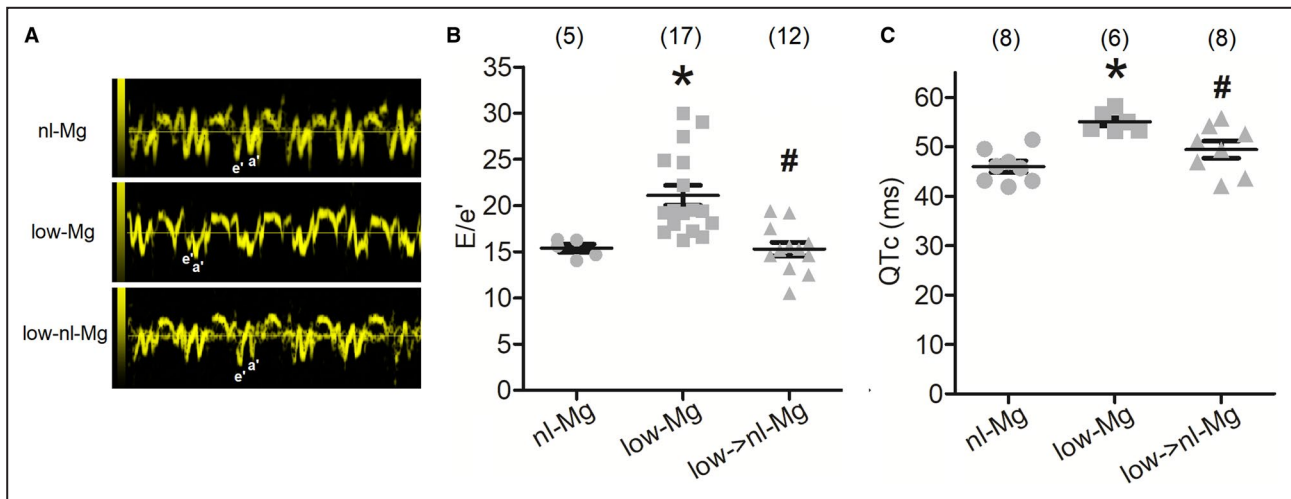 A
nl-Mg
e' a'
low-Mg
e'
a'
low-nl-Mg
e' a'
B
(5) (17) (12)
* #
E/e'
35
30
25
20
15
10
5
0
nl-Mg low-Mg low->nl-Mg
C
(8) (6) (8)
* #
QTc (ms)
60
50
40
30
20
10
0
nl-Mg low-Mg low->nl-Mg